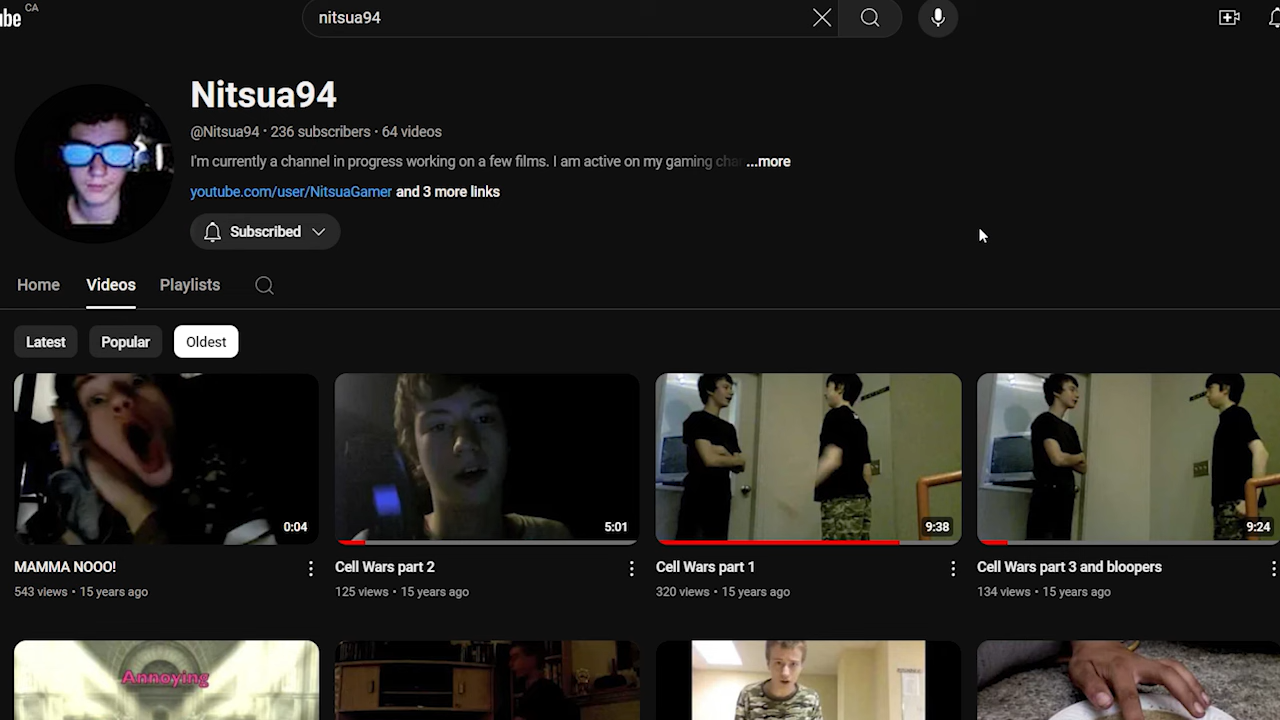 ube CA
nitsua94
Nitsua94
@Nitsua94 · 236 subscribers · 64 videos
I'm currently a channel in progress working on a few films. I am active on my gaming cha ...more
youtube.com/user/NitsuaGamer and 3 more links
Subscribed
Home Videos Playlists
Latest Popular Oldest
0:04 5:01 9:38 9:24
MAMMA NOOO! Cell Wars part 2 Cell Wars part 1 Cell Wars part 3 and bloopers
543 views · 15 years ago 125 views · 15 years ago 320 views · 15 years ago 134 views · 15 years ago
Annoying